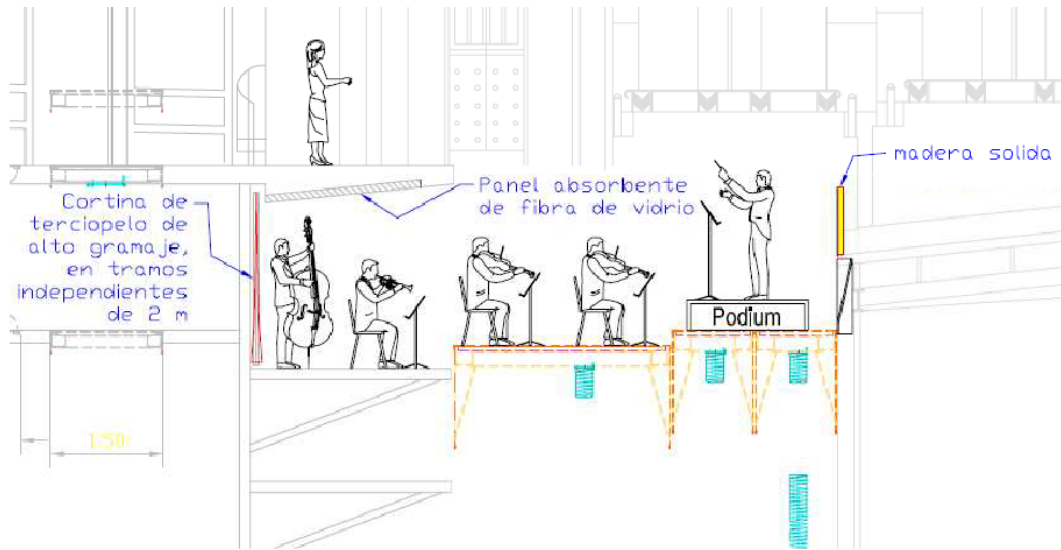 madera solida
Panel absorbente
de fibra de vidrio
Cortina de
terciopelo de
alto gramaje,
en tramos
independientes
de 2 m
Podium
1.50